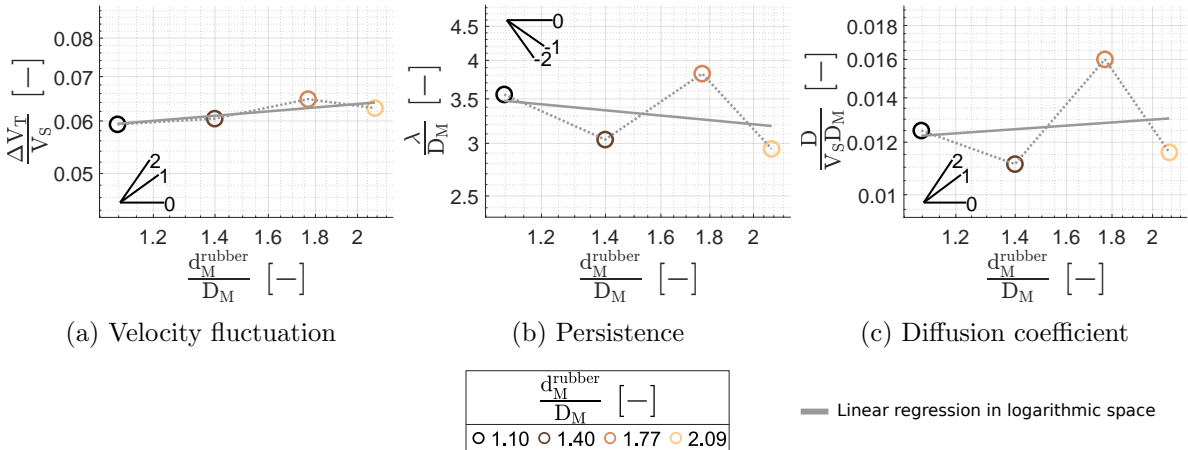 0.08
0.07
0.06
0.05
ΔV_T / V_S [−]
2
1
0
1.2 1.4 1.6 1.8 2
d_M^rubber / D_M [−]
(a) Velocity fluctuation
4.5
4
3.5
3
2.5
λ / D_M [−]
0
-1
-2
1.2 1.4 1.6 1.8 2
d_M^rubber / D_M [−]
(b) Persistence
0.018
0.016
0.014
0.012
0.01
D / V_S D_M [−]
2
1
0
1.2 1.4 1.6 1.8 2
d_M^rubber / D_M [−]
(c) Diffusion coefficient
d_M^rubber / D_M [−]
1.10 1.40 1.77 2.09
Linear regression in logarithmic space